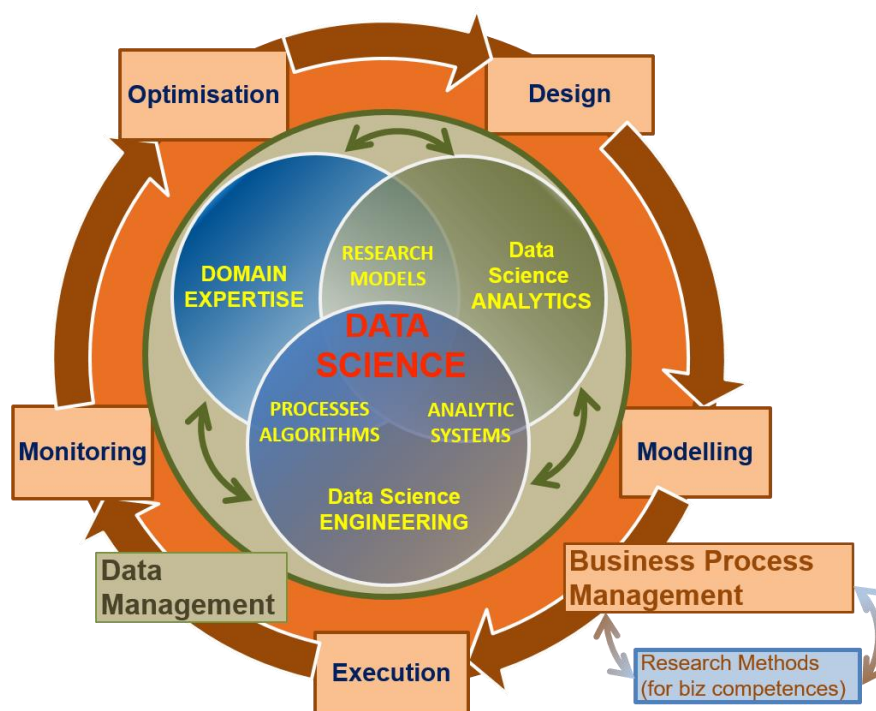 Optimisation
Design
RESEARCH
MODELS
Data
Science
ANALYTICS
DOMAIN
EXPERTISE
DATA
SCIENCE
PROCESSES
ALGORITHMS
ANALYTIC
SYSTEMS
Monitoring
Modelling
Data Science
ENGINEERING
Data
Management
Business Process
Management
Execution
Research Methods
(for biz competences)